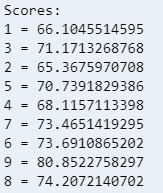 Scores:
1 = 66.1045514595
3 = 71.1713268768
2 = 65.3675970708
5 = 70.7391829386
4 = 68.1157113398
7 = 73.4651419295
6 = 73.6910865202
9 = 80.8522758297
8 = 74.2072140702